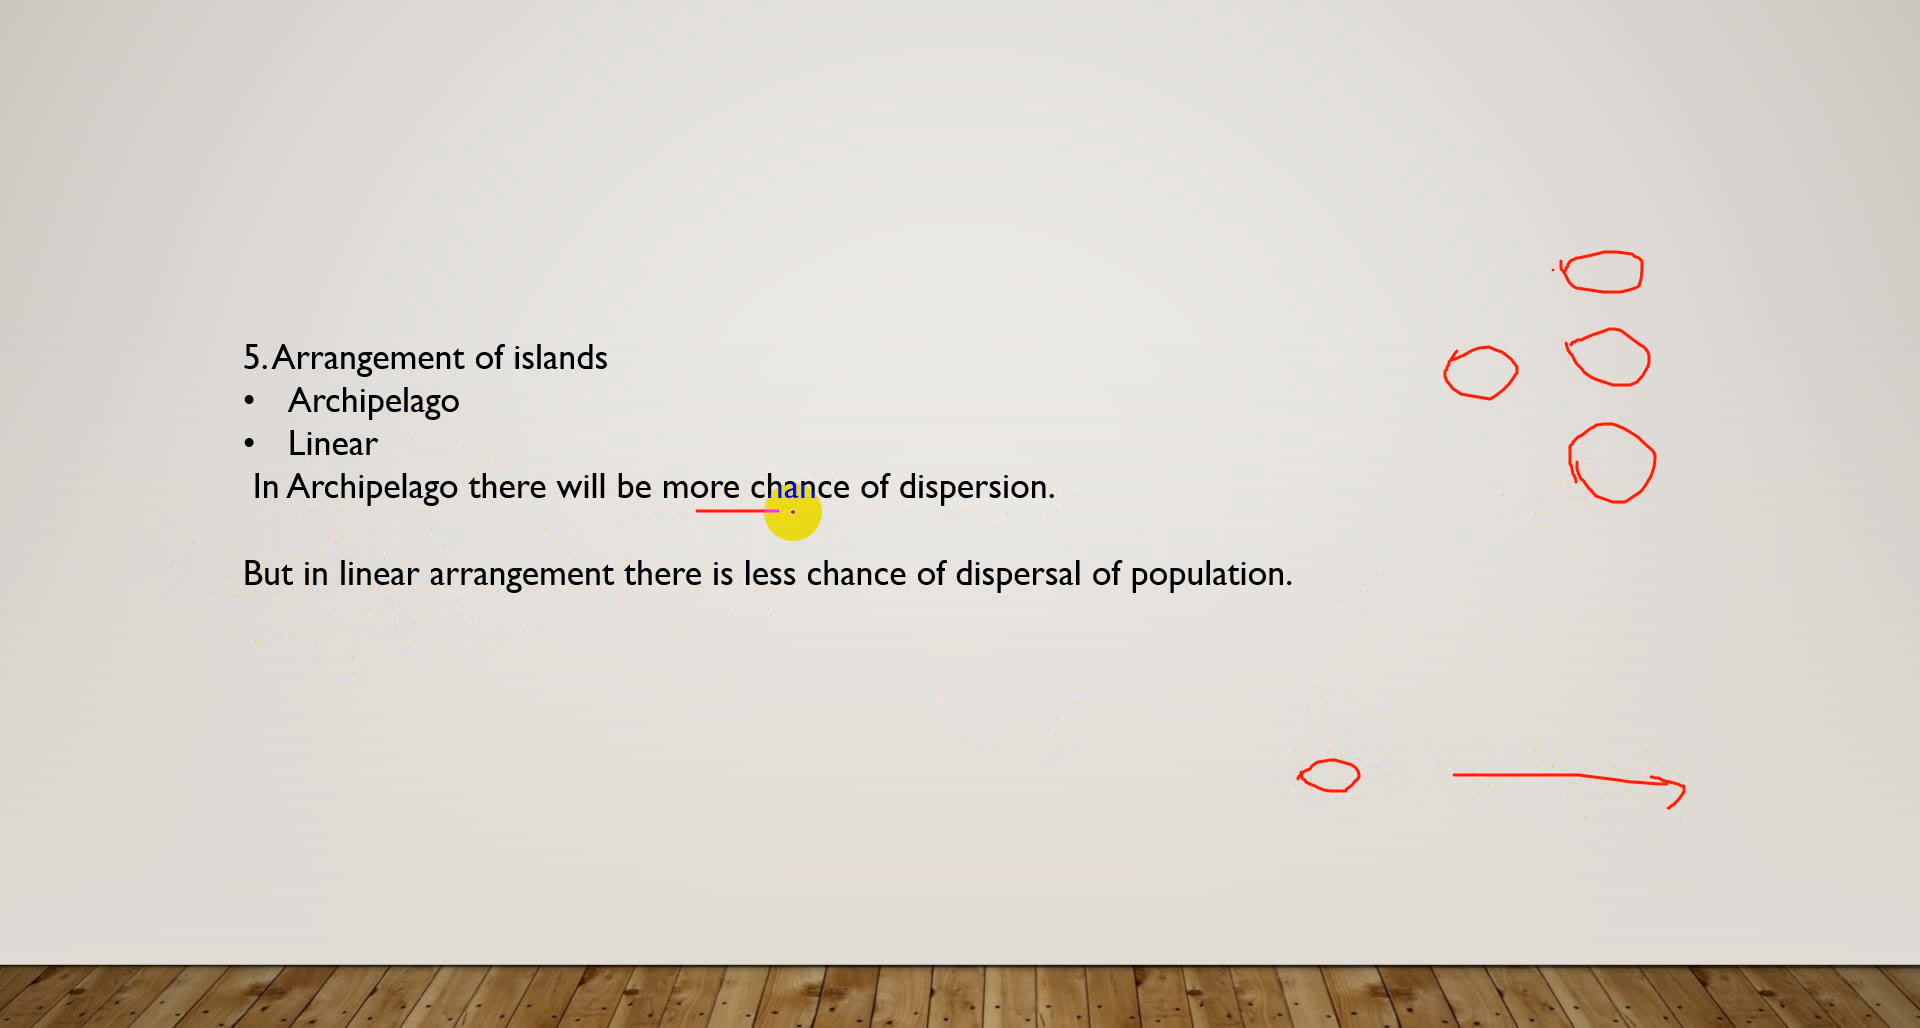 5. Arrangement of islands
• Archipelago
• Linear
In Archipelago there will be more chance of dispersion.
But in linear arrangement there is less chance of dispersal of population.